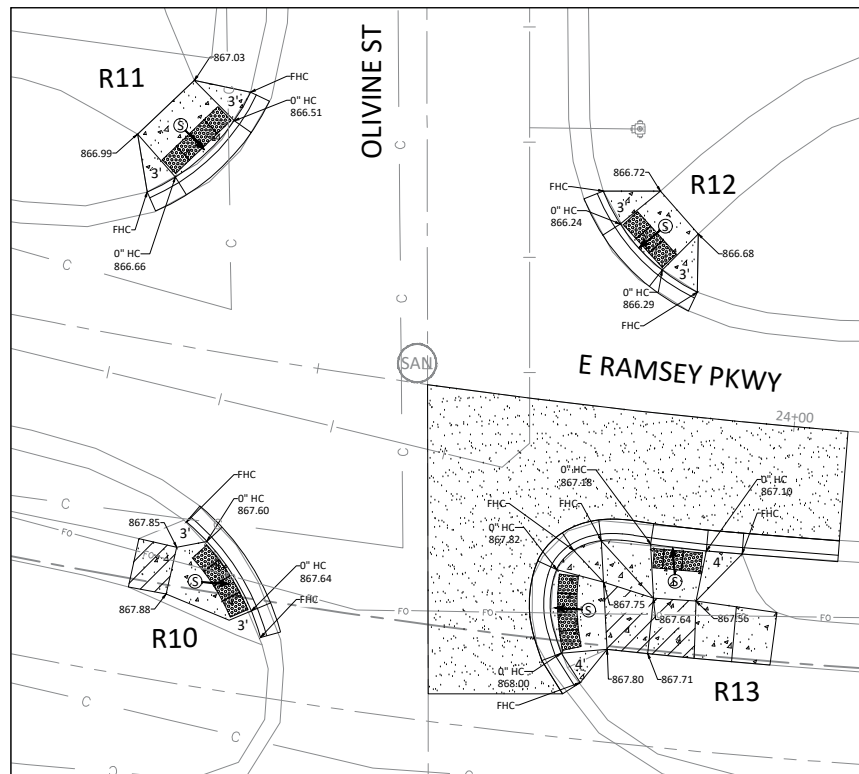 R11
867.03
FHC
3'
0" HC
866.51
S
866.99
3'
FHC
0" HC
866.66
OLIVINE ST
C
C
C
C
C
C
R12
866.72
FHC
3'
0" HC
866.24
S
866.68
3'
0" HC
866.29
FHC
SAN
E RAMSEY PKWY
24+00
FHC
0" HC
867.60
3'
867.85
FO
FO
4'
S
0" HC
867.64
FHC
867.88
3'
R10
C
C
C
C
FO
FO
FO
0" HC
867.18
0" HC
867.10
FHC
FHC
FHC
0" HC
867.82
4'
S
S
867.75
867.64
867.56
4'
0" HC
868.00
FHC
867.80
867.71
R13